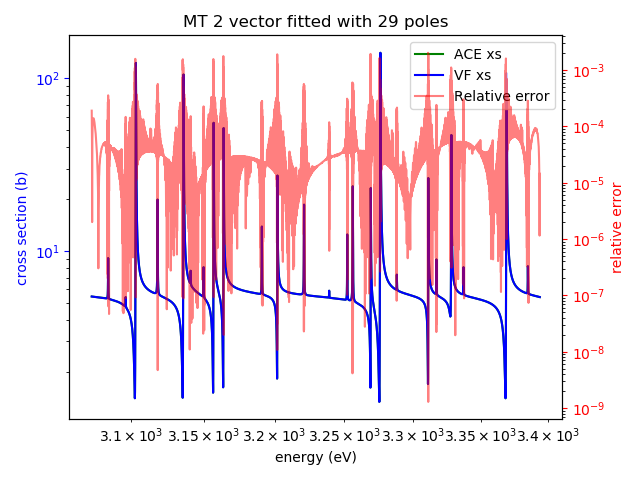 MT 2 vector fitted with 29 poles
ACE xs
VF xs
Relative error
cross section (b)
10²
10¹
relative error
10⁻³
10⁻⁴
10⁻⁵
10⁻⁶
10⁻⁷
10⁻⁸
10⁻⁹
3.1 × 10³ 3.15 × 10³ 3.2 × 10³ 3.25 × 10³ 3.3 × 10³ 3.35 × 10³ 3.4 × 10³
energy (eV)